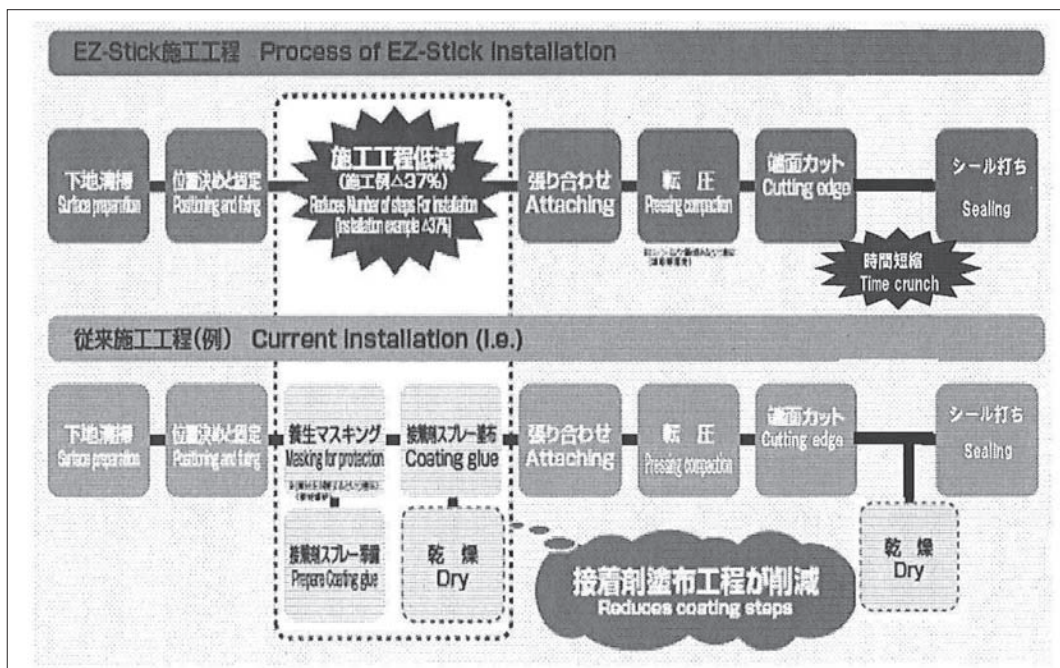 EZ-Stick施工工程 Process of EZ-Stick Installation
下地清掃
Surface preparation
位置決めと固定
Positioning and fixing
施工工程低減
(施工例△37%)
Reduces Number of steps For installation
(Installation example △37%)
張り合わせ
Attaching
転圧
Pressing compaction
端面カット
Cutting edge
シール打ち
Sealing
時間短縮
Time crunch
従来施工工程(例) Current Installation (I.e.)
下地清掃
Surface preparation
位置決めと固定
Positioning and fixing
養生マスキング
Masking for protection
接着剤スプレー塗布
Coating glue
張り合わせ
Attaching
転圧
Pressing compaction
端面カット
Cutting edge
シール打ち
Sealing
接着剤スプレー準備
Prepare Coating glue
乾燥
Dry
接着剤塗布工程が削減
Reduces coating steps
乾燥
Dry